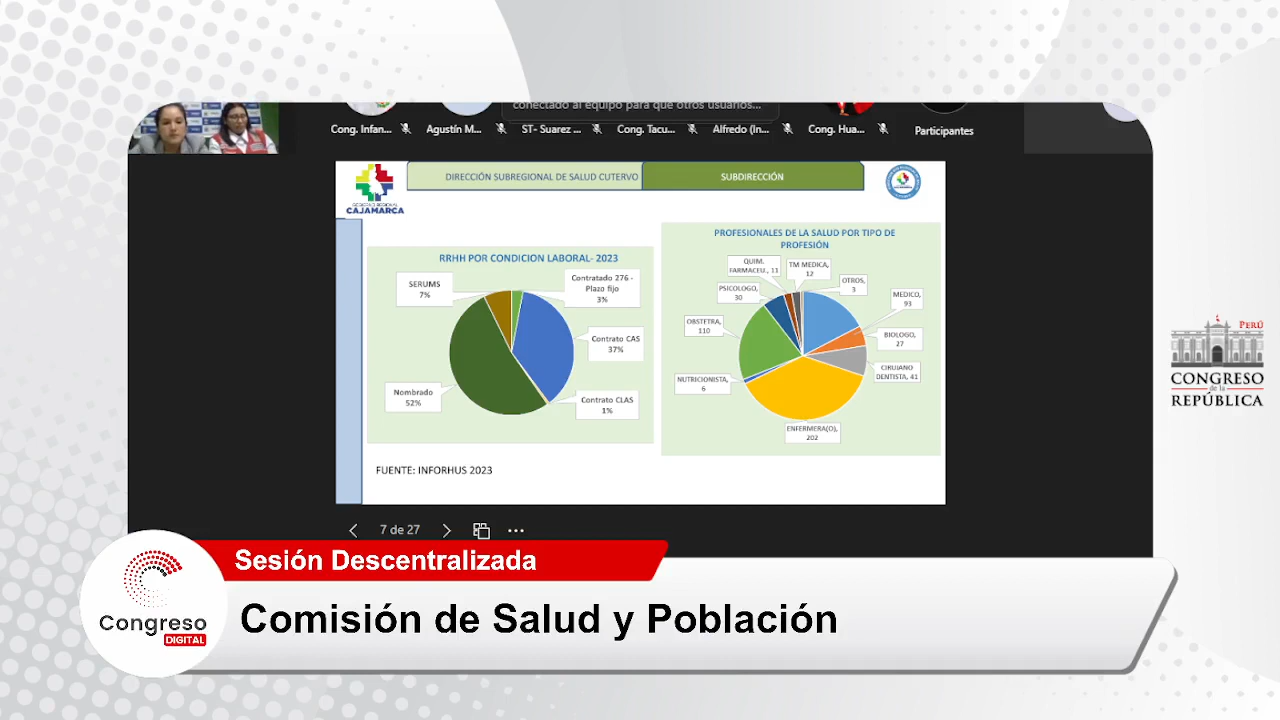 conectado al equipo para que otros usuarios...
Cong. Infan...
Agustín M...
ST- Suarez ...
Cong. Tacu...
Alfredo (In...
Cong. Hua...
Participantes
GOBIERNO REGIONAL
CAJAMARCA
DIRECCIÓN SUBREGIONAL DE SALUD CUTERVO
SUBDIRECCIÓN
RRHH POR CONDICION LABORAL- 2023
SERUMS
7%
Contratado 276 -
Plazo fijo
3%
Contrato CAS
37%
Nombrado
52%
Contrato CLAS
1%
PROFESIONALES DE LA SALUD POR TIPO DE
PROFESIÓN
QUIM.
FARMACEU., 11
TM MEDICA,
12
OTROS,
3
PSICOLOGO,
30
MEDICO,
93
OBSTETRA,
110
BIOLOGO,
27
NUTRICIONISTA,
6
CIRUJANO
DENTISTA, 41
ENFERMERA(O),
202
FUENTE: INFORHUS 2023
7 de 27
PERÚ
CONGRESO
de la
REPÚBLICA
Sesión Descentralizada
Comisión de Salud y Población
Congreso
DIGITAL